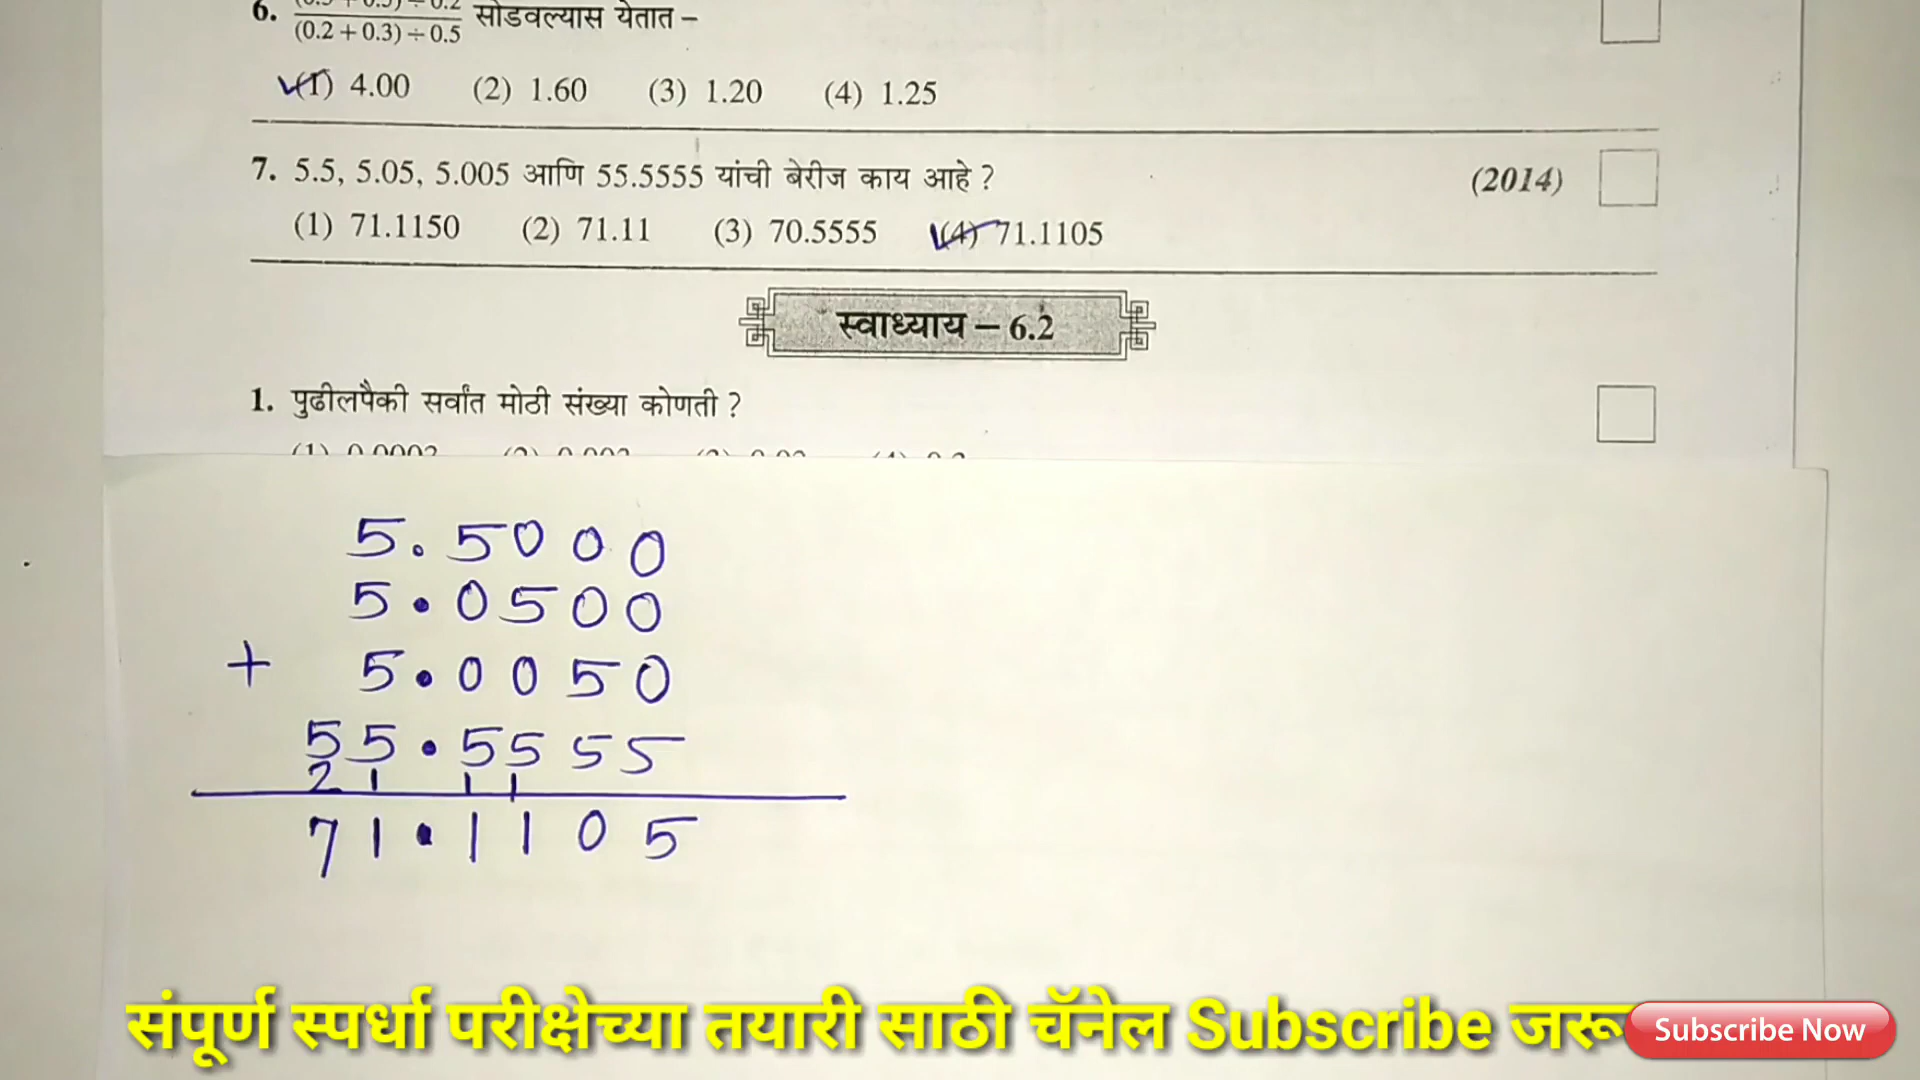 6. (0.2 + 0.3) ÷ 0.5 सोडवल्यास येतात –
(1) 4.00 (2) 1.60 (3) 1.20 (4) 1.25
7. 5.5, 5.05, 5.005 आणि 55.5555 यांची बेरीज काय आहे ? (2014)
(1) 71.1150 (2) 71.11 (3) 70.5555 (4) 71.1105
स्वाध्याय – 6.2
1. पुढीलपैकी सर्वांत मोठी संख्या कोणती ?
5.5000
5.0500
+ 5.0050
55.5555
2 1 1 1
71.1105
संपूर्ण स्पर्धा परीक्षेच्या तयारी साठी चॅनेल Subscribe जरू
Subscribe Now